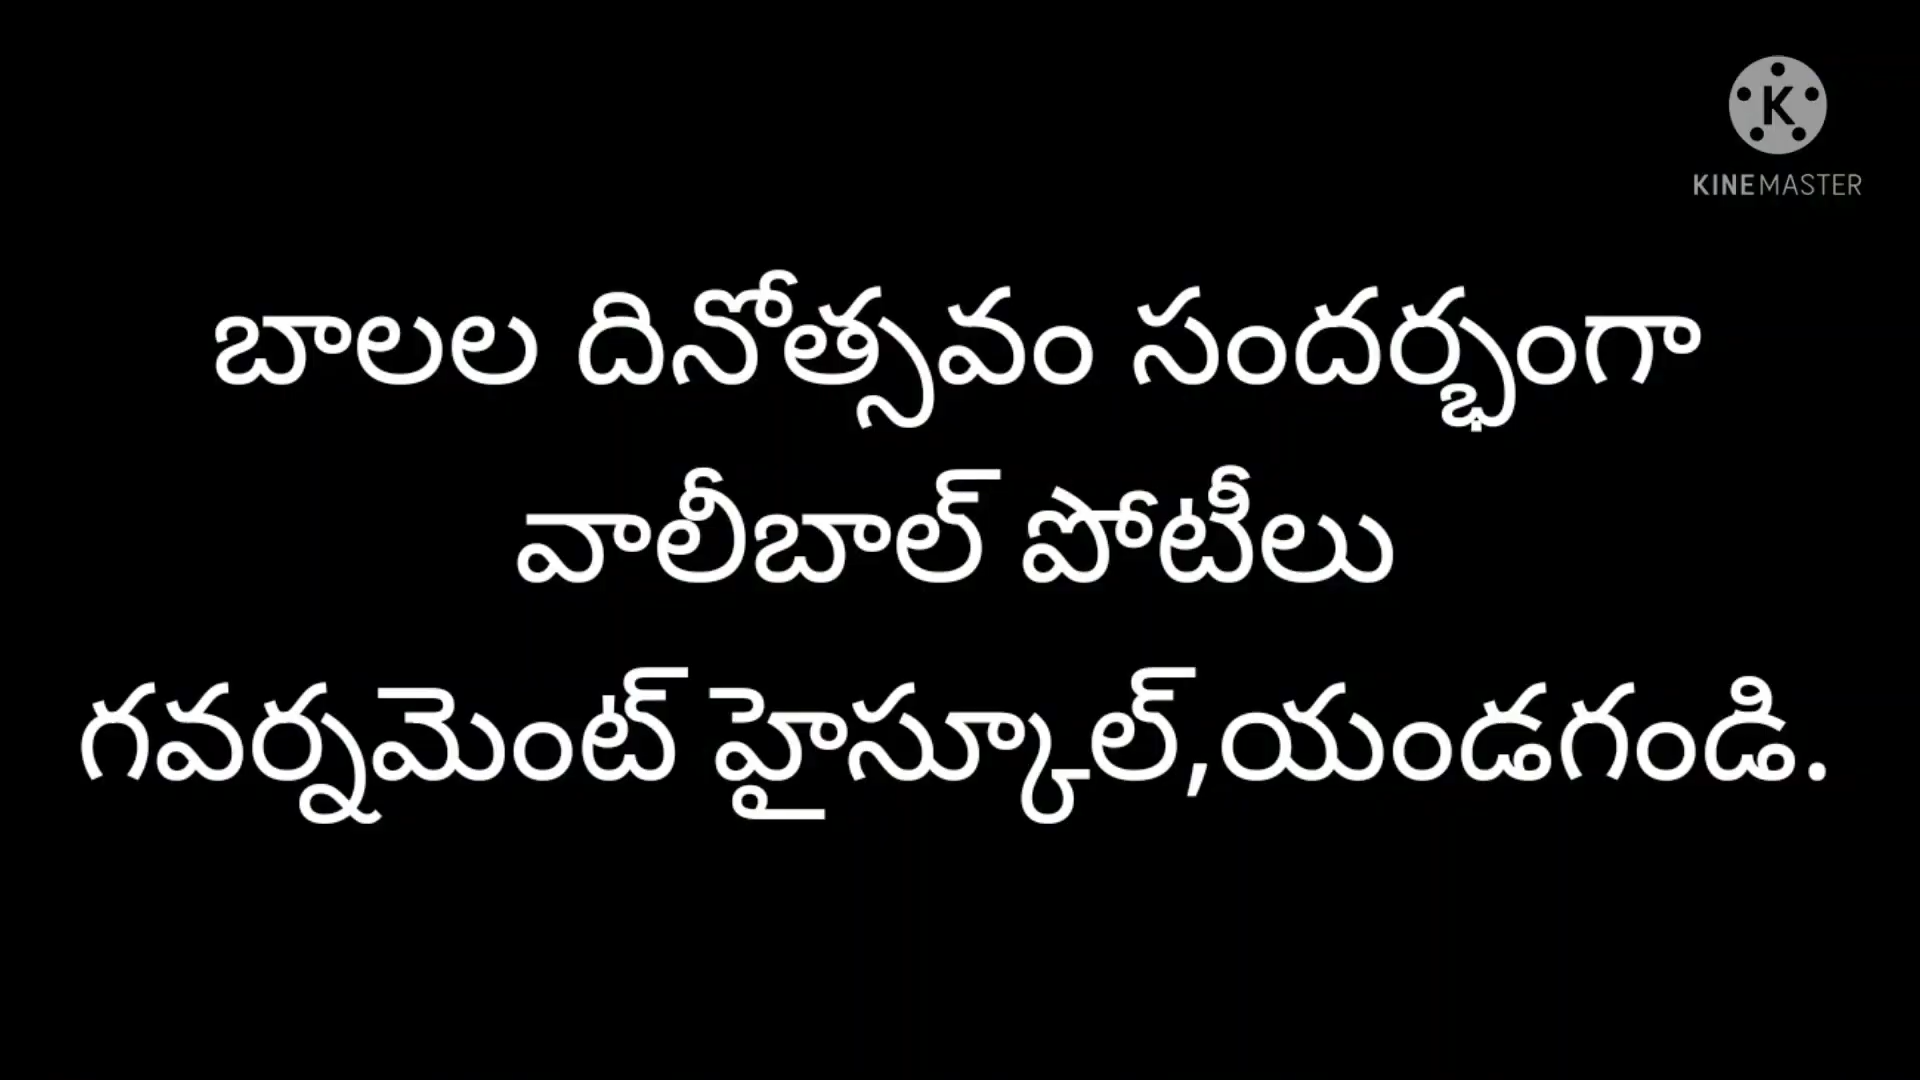 KINEMASTER
బాలల దినోత్సవం సందర్భంగా
వాలీబాల్ పోటీలు
గవర్నమెంట్ హైస్కూల్,యండగండి.